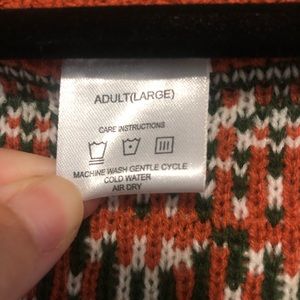 ADULT(LARGE)
CARE INSTRUCTIONS
MACHINE WASH GENTLE CYCLE
COLD WATER
AIR DRY